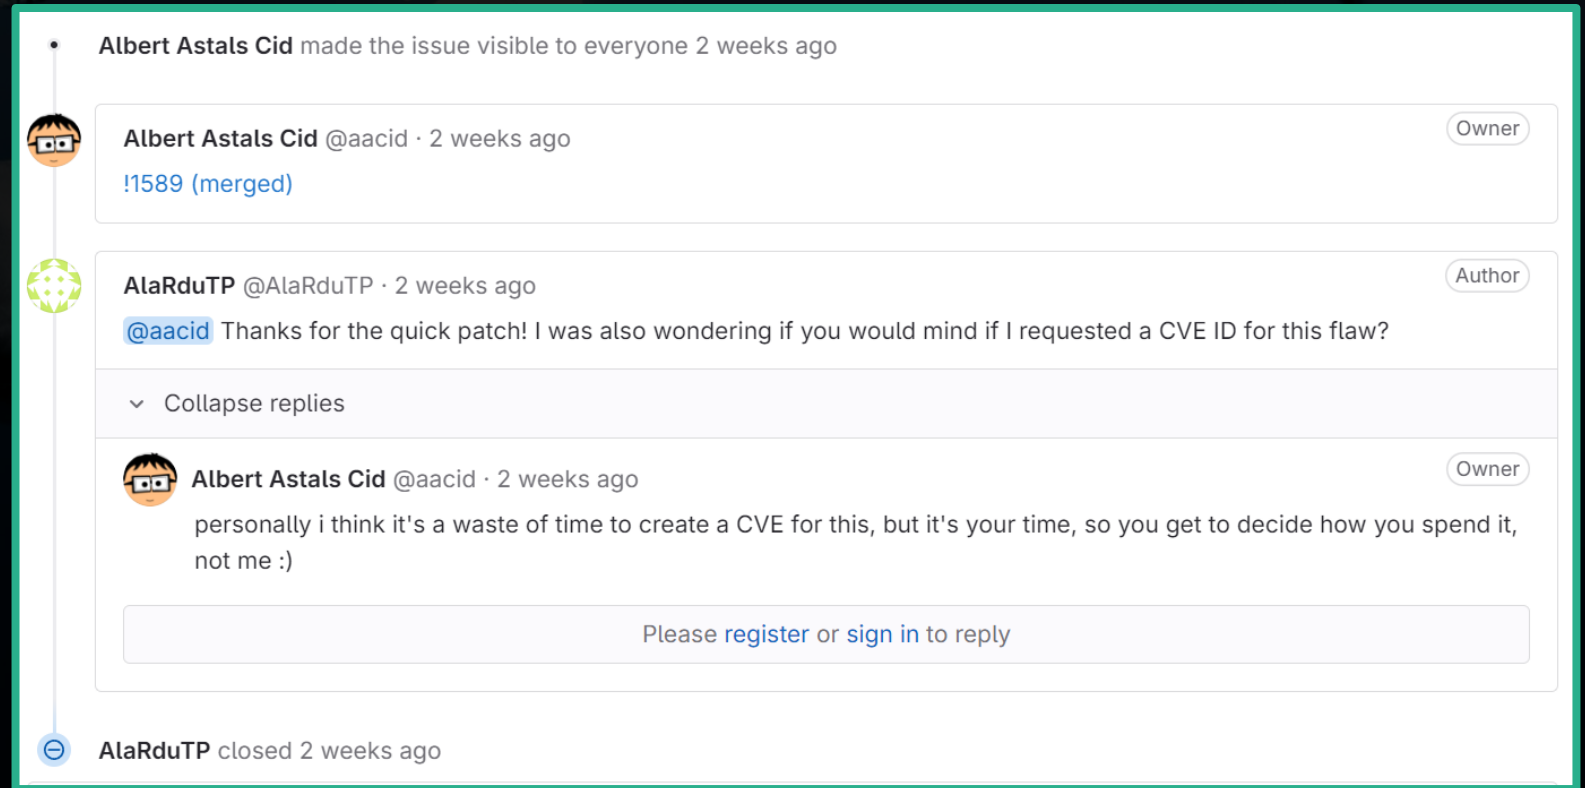 Albert Astals Cid made the issue visible to everyone 2 weeks ago
Albert Astals Cid @aacid · 2 weeks ago
Owner
!1589 (merged)
AlaRduTP @AlaRduTP · 2 weeks ago
Author
@aacid Thanks for the quick patch! I was also wondering if you would mind if I requested a CVE ID for this flaw?
Collapse replies
Albert Astals Cid @aacid · 2 weeks ago
Owner
personally i think it's a waste of time to create a CVE for this, but it's your time, so you get to decide how you spend it,
not me :)
Please register or sign in to reply
AlaRduTP closed 2 weeks ago